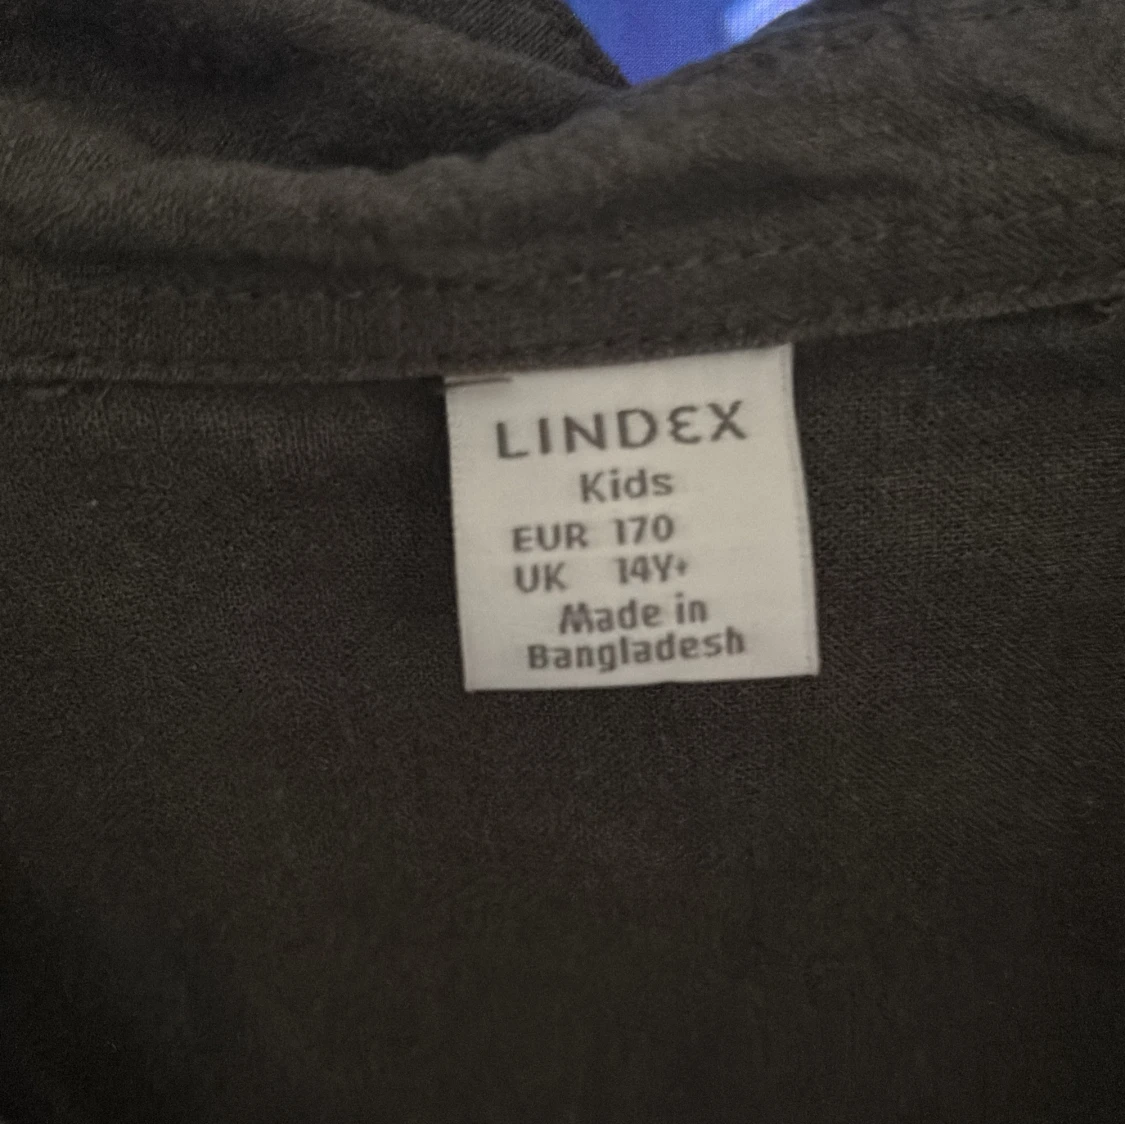 LINDEX
Kids
EUR 170
UK 14Y+
Made in
Bangladesh